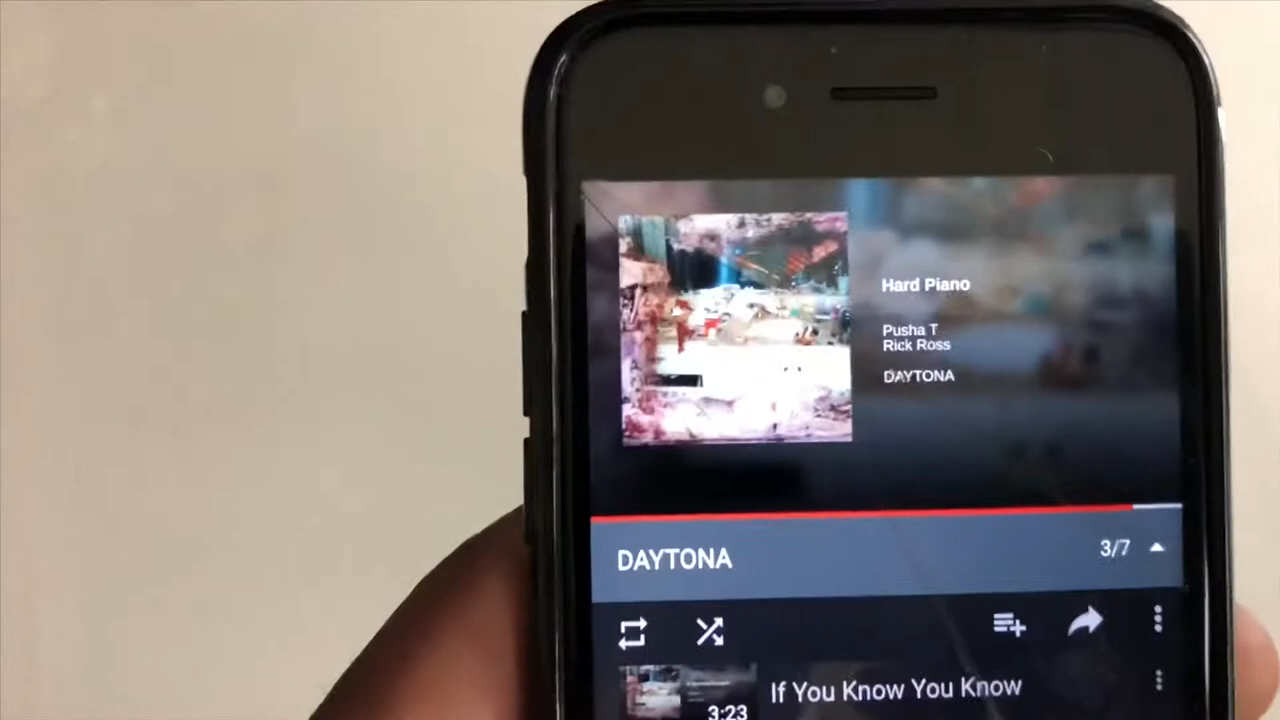 Hard Piano
Pusha T
Rick Ross
DAYTONA
DAYTONA
3/7
If You Know You Know
3:23